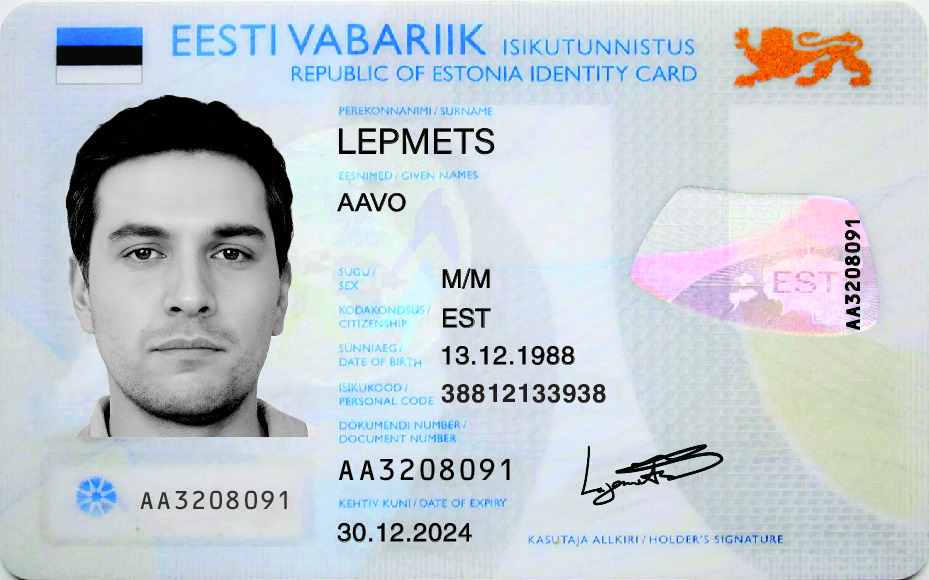 EESTI VABARIIK ISIKUTUNNISTUS
REPUBLIC OF ESTONIA IDENTITY CARD
PEREKONNANIMI / SURNAME
LEPMETS
EESNIMED / GIVEN NAMES
AAVO
SUGU /
SEX
M/M
KODAKONDSUS /
CITIZENSHIP
EST
SÜNNIAEG /
DATE OF BIRTH
13.12.1988
ISIKUKOOD /
PERSONAL CODE
38812133938
DOKUMENDI NUMBER /
DOCUMENT NUMBER
AA3208091
KEHTIV KUNI / DATE OF EXPIRY
30.12.2024
AA3208091
EST
AA3208091
KASUTAJA ALLKIRI / HOLDER'S SIGNATURE